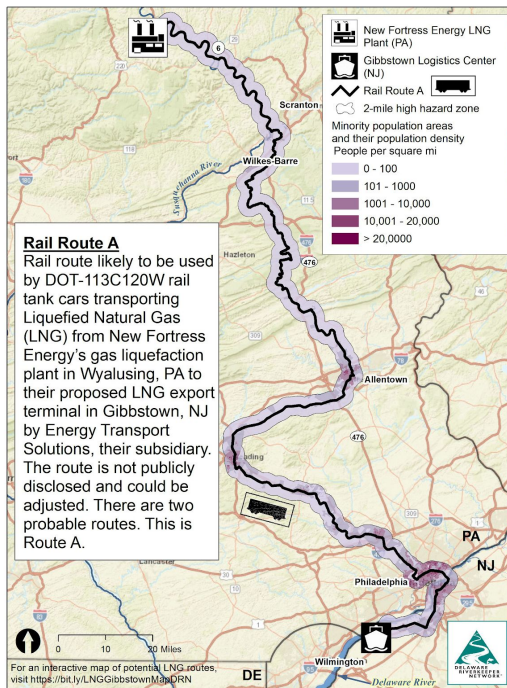 New Fortress Energy LNG
Plant (PA)
Gibbstown Logistics Center
(NJ)
Rail Route A
2-mile high hazard zone
Minority population areas
and their population density
People per square mi
0 - 100
101 - 1000
1001 - 10,000
10,001 - 20,000
> 20,0000
6
Scranton
Wilkes-Barre
Susquehanna River
11.5
Hazleton
476
Rail Route A
Rail route likely to be used
by DOT-113C120W rail
tank cars transporting
Liquefied Natural Gas
(LNG) from New Fortress
Energy's gas liquefaction
plant in Wyalusing, PA to
their proposed LNG export
terminal in Gibbstown, NJ
by Energy Transport
Solutions, their subsidiary.
The route is not publicly
disclosed and could be
adjusted. There are two
probable routes. This is
Route A.
309
78
Allentown
476
ading
Lancaster
PA
NJ
Philadelphia
Wilmington
DE
Delaware River
0 10 20 Miles
For an interactive map of potential LNG routes,
visit https://bit.ly/LNGGibbstownMapDRN
DELAWARE
RIVERKEEPER
NETWORK